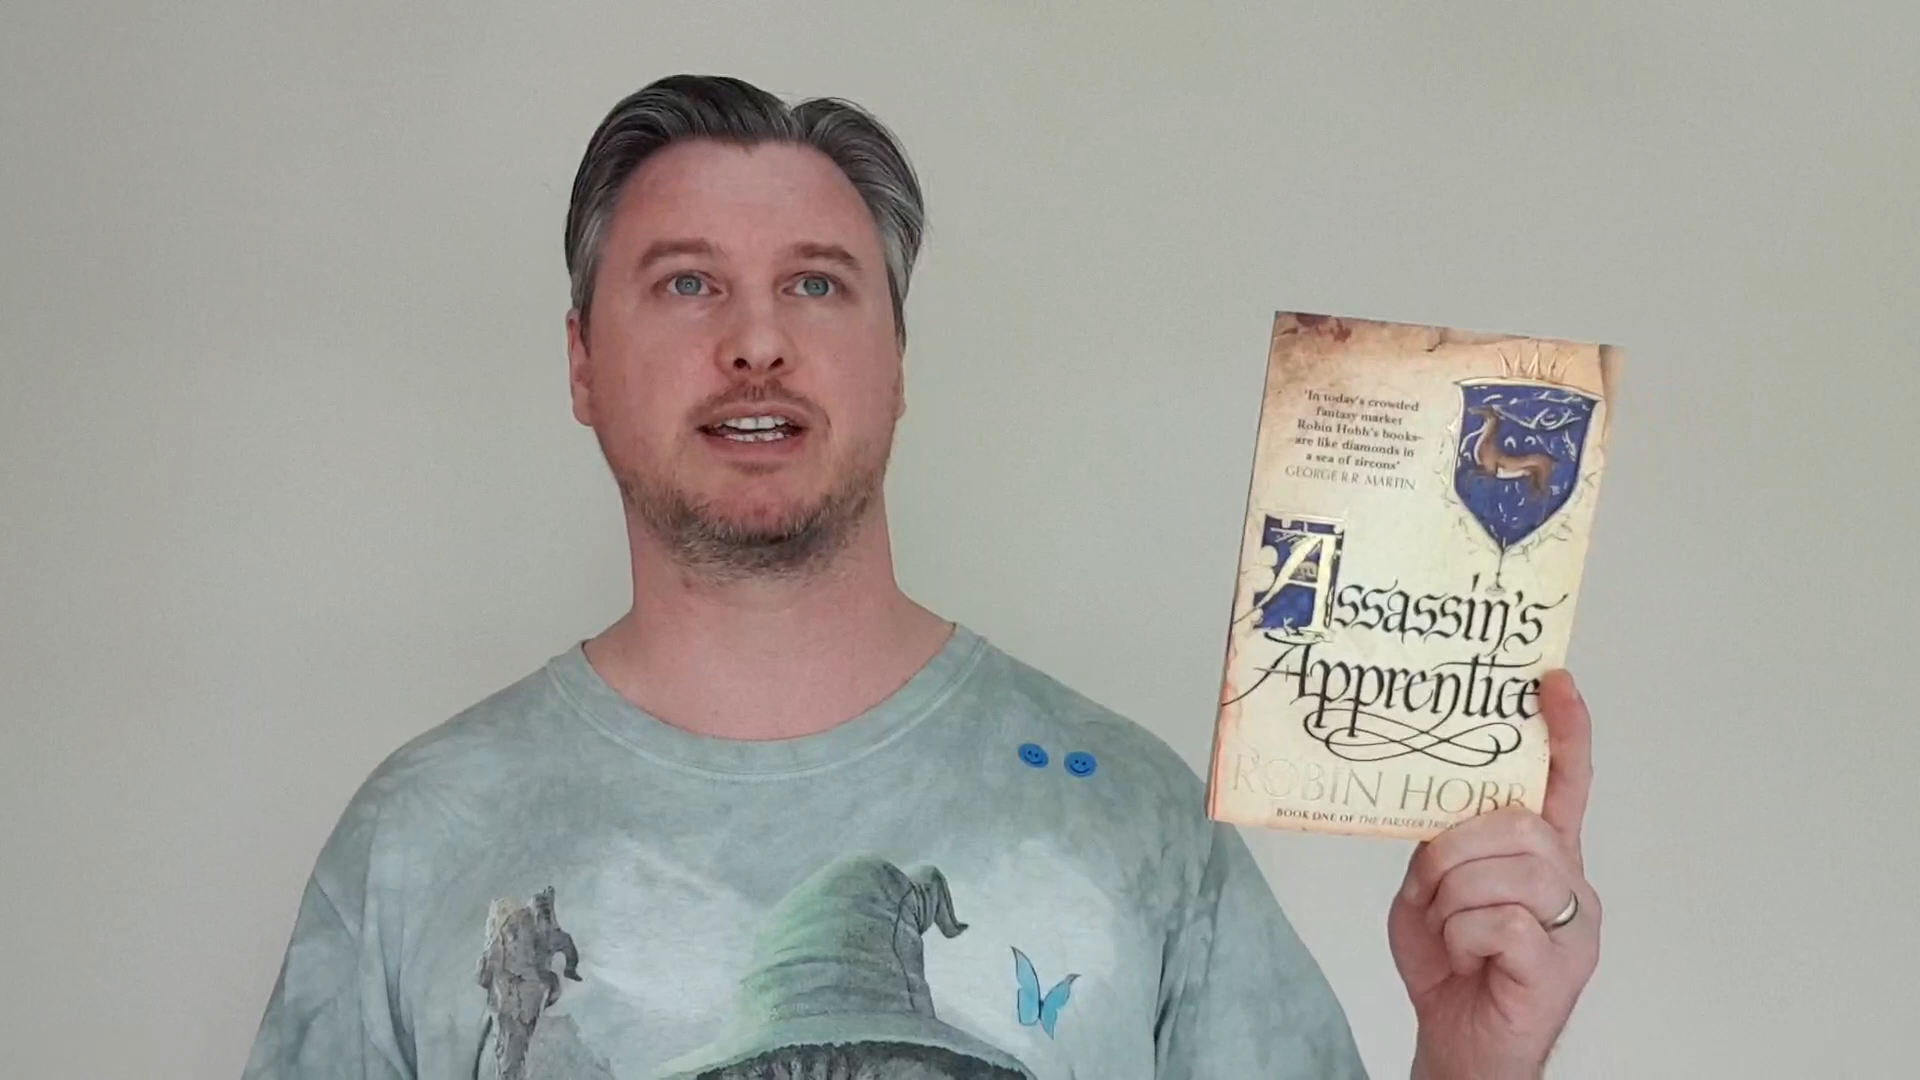 'In today's crowded
fantasy market
Robin Hobb's books
are like diamonds in
a sea of zircons'
GEORGE R.R. MARTIN
Assassin's
Apprentice
ROBIN HOBB
BOOK ONE OF THE FARSEER